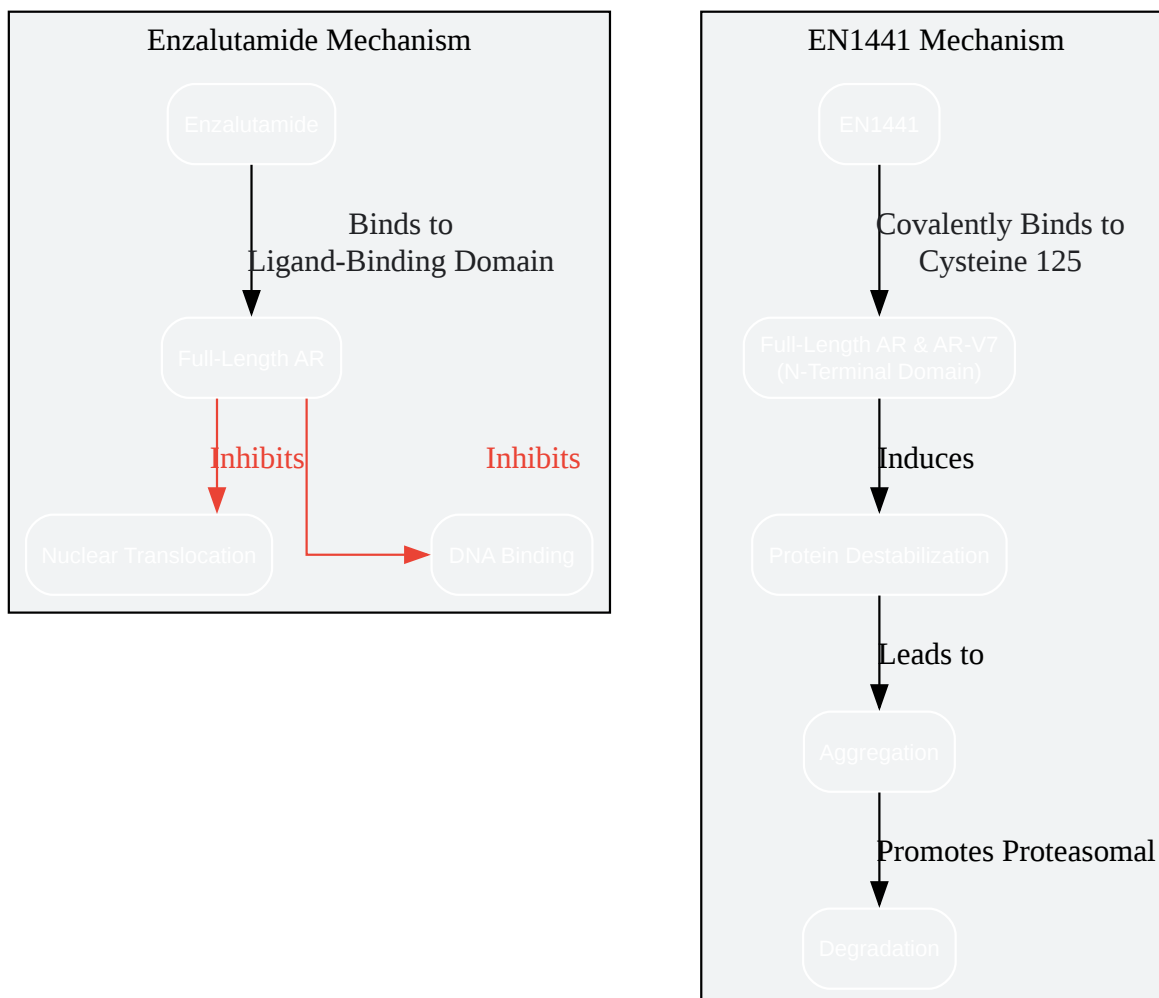 Enzalutamide Mechanism
Enzalutamide
Binds to
Ligand-Binding Domain
Full-Length AR
Inhibits
Inhibits
Nuclear Translocation
DNA Binding
EN1441 Mechanism
EN1441
Covalently Binds to
Cysteine 125
Full-Length AR & AR-V7
(N-Terminal Domain)
Induces
Protein Destabilization
Leads to
Aggregation
Promotes Proteasomal
Degradation